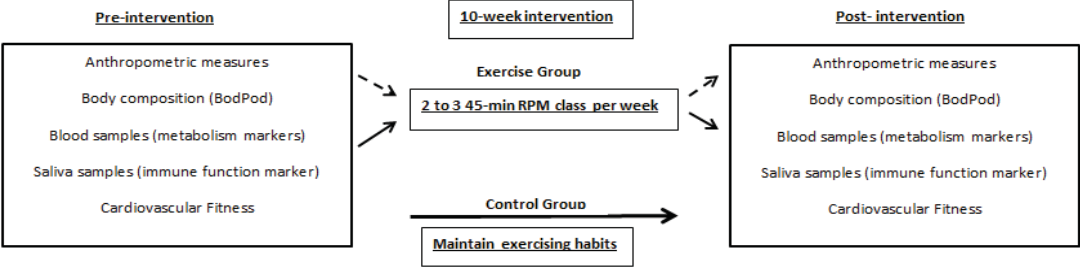 Pre-intervention
Anthropometric measures
Body composition (BodPod)
Blood samples (metabolism markers)
Saliva samples (immune function marker)
Cardiovascular Fitness
10-week intervention
Exercise Group
2 to 3 45-min RPM class per week
Control Group
Maintain exercising habits
Post- intervention
Anthropometric measures
Body composition (BodPod)
Blood samples (metabolism markers)
Saliva samples (immune function marker)
Cardiovascular Fitness